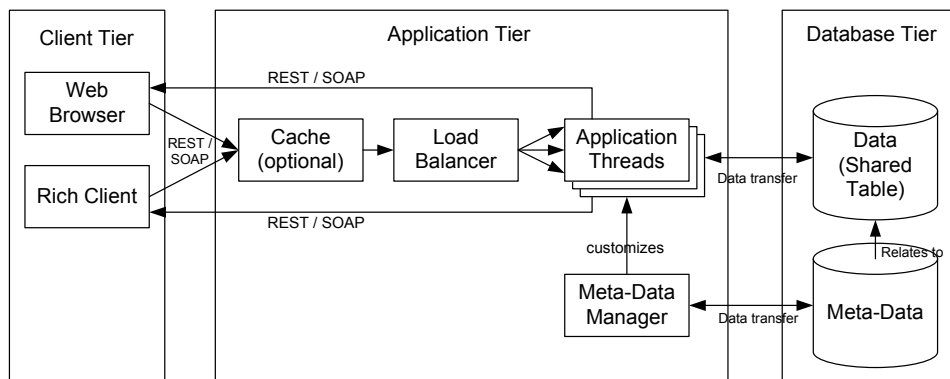 Client Tier
Application Tier
Database Tier
REST / SOAP
Web
Browser
REST /
SOAP
Cache
(optional)
Load
Balancer
Application
Threads
Data
(Shared
Table)
Data transfer
Rich Client
REST / SOAP
customizes
Relates to
Meta-Data
Manager
Data transfer
Meta-Data